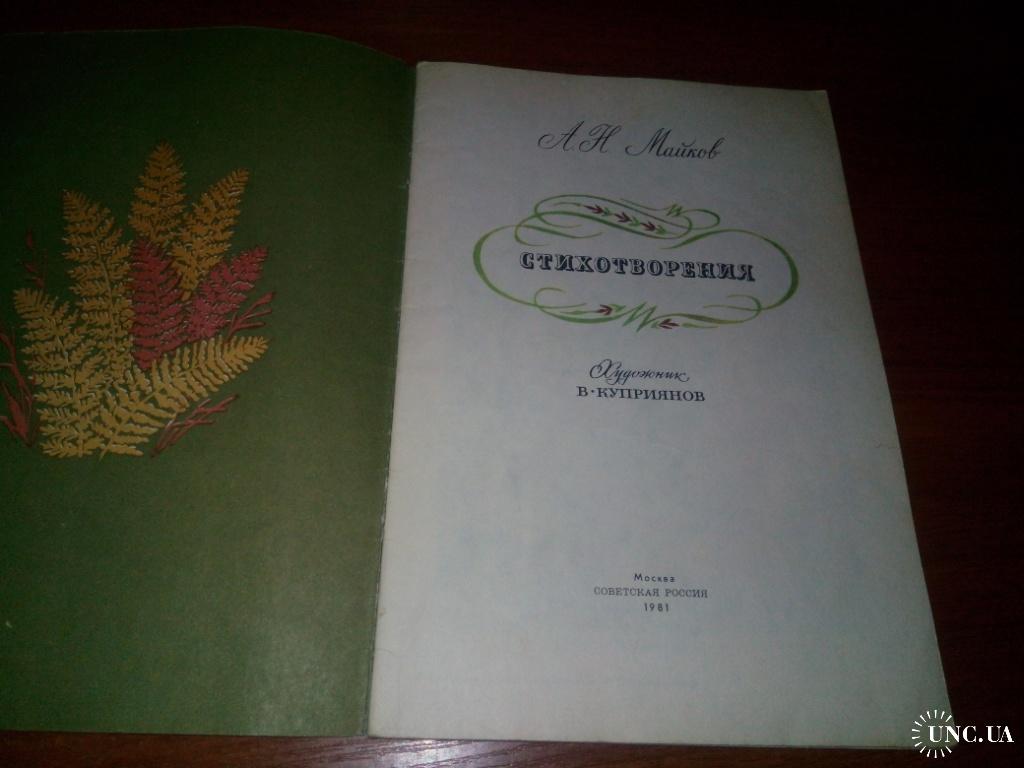 А. Н Майков
СТИХОТВОРЕНИЯ
Художник
В·КУПРИЯНОВ
Москва
СОВЕТСКАЯ РОССИЯ
1981
UNC.UA